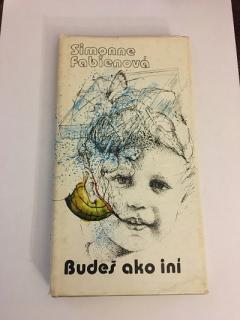 Simonne
Fabienová
Budeš ako iní